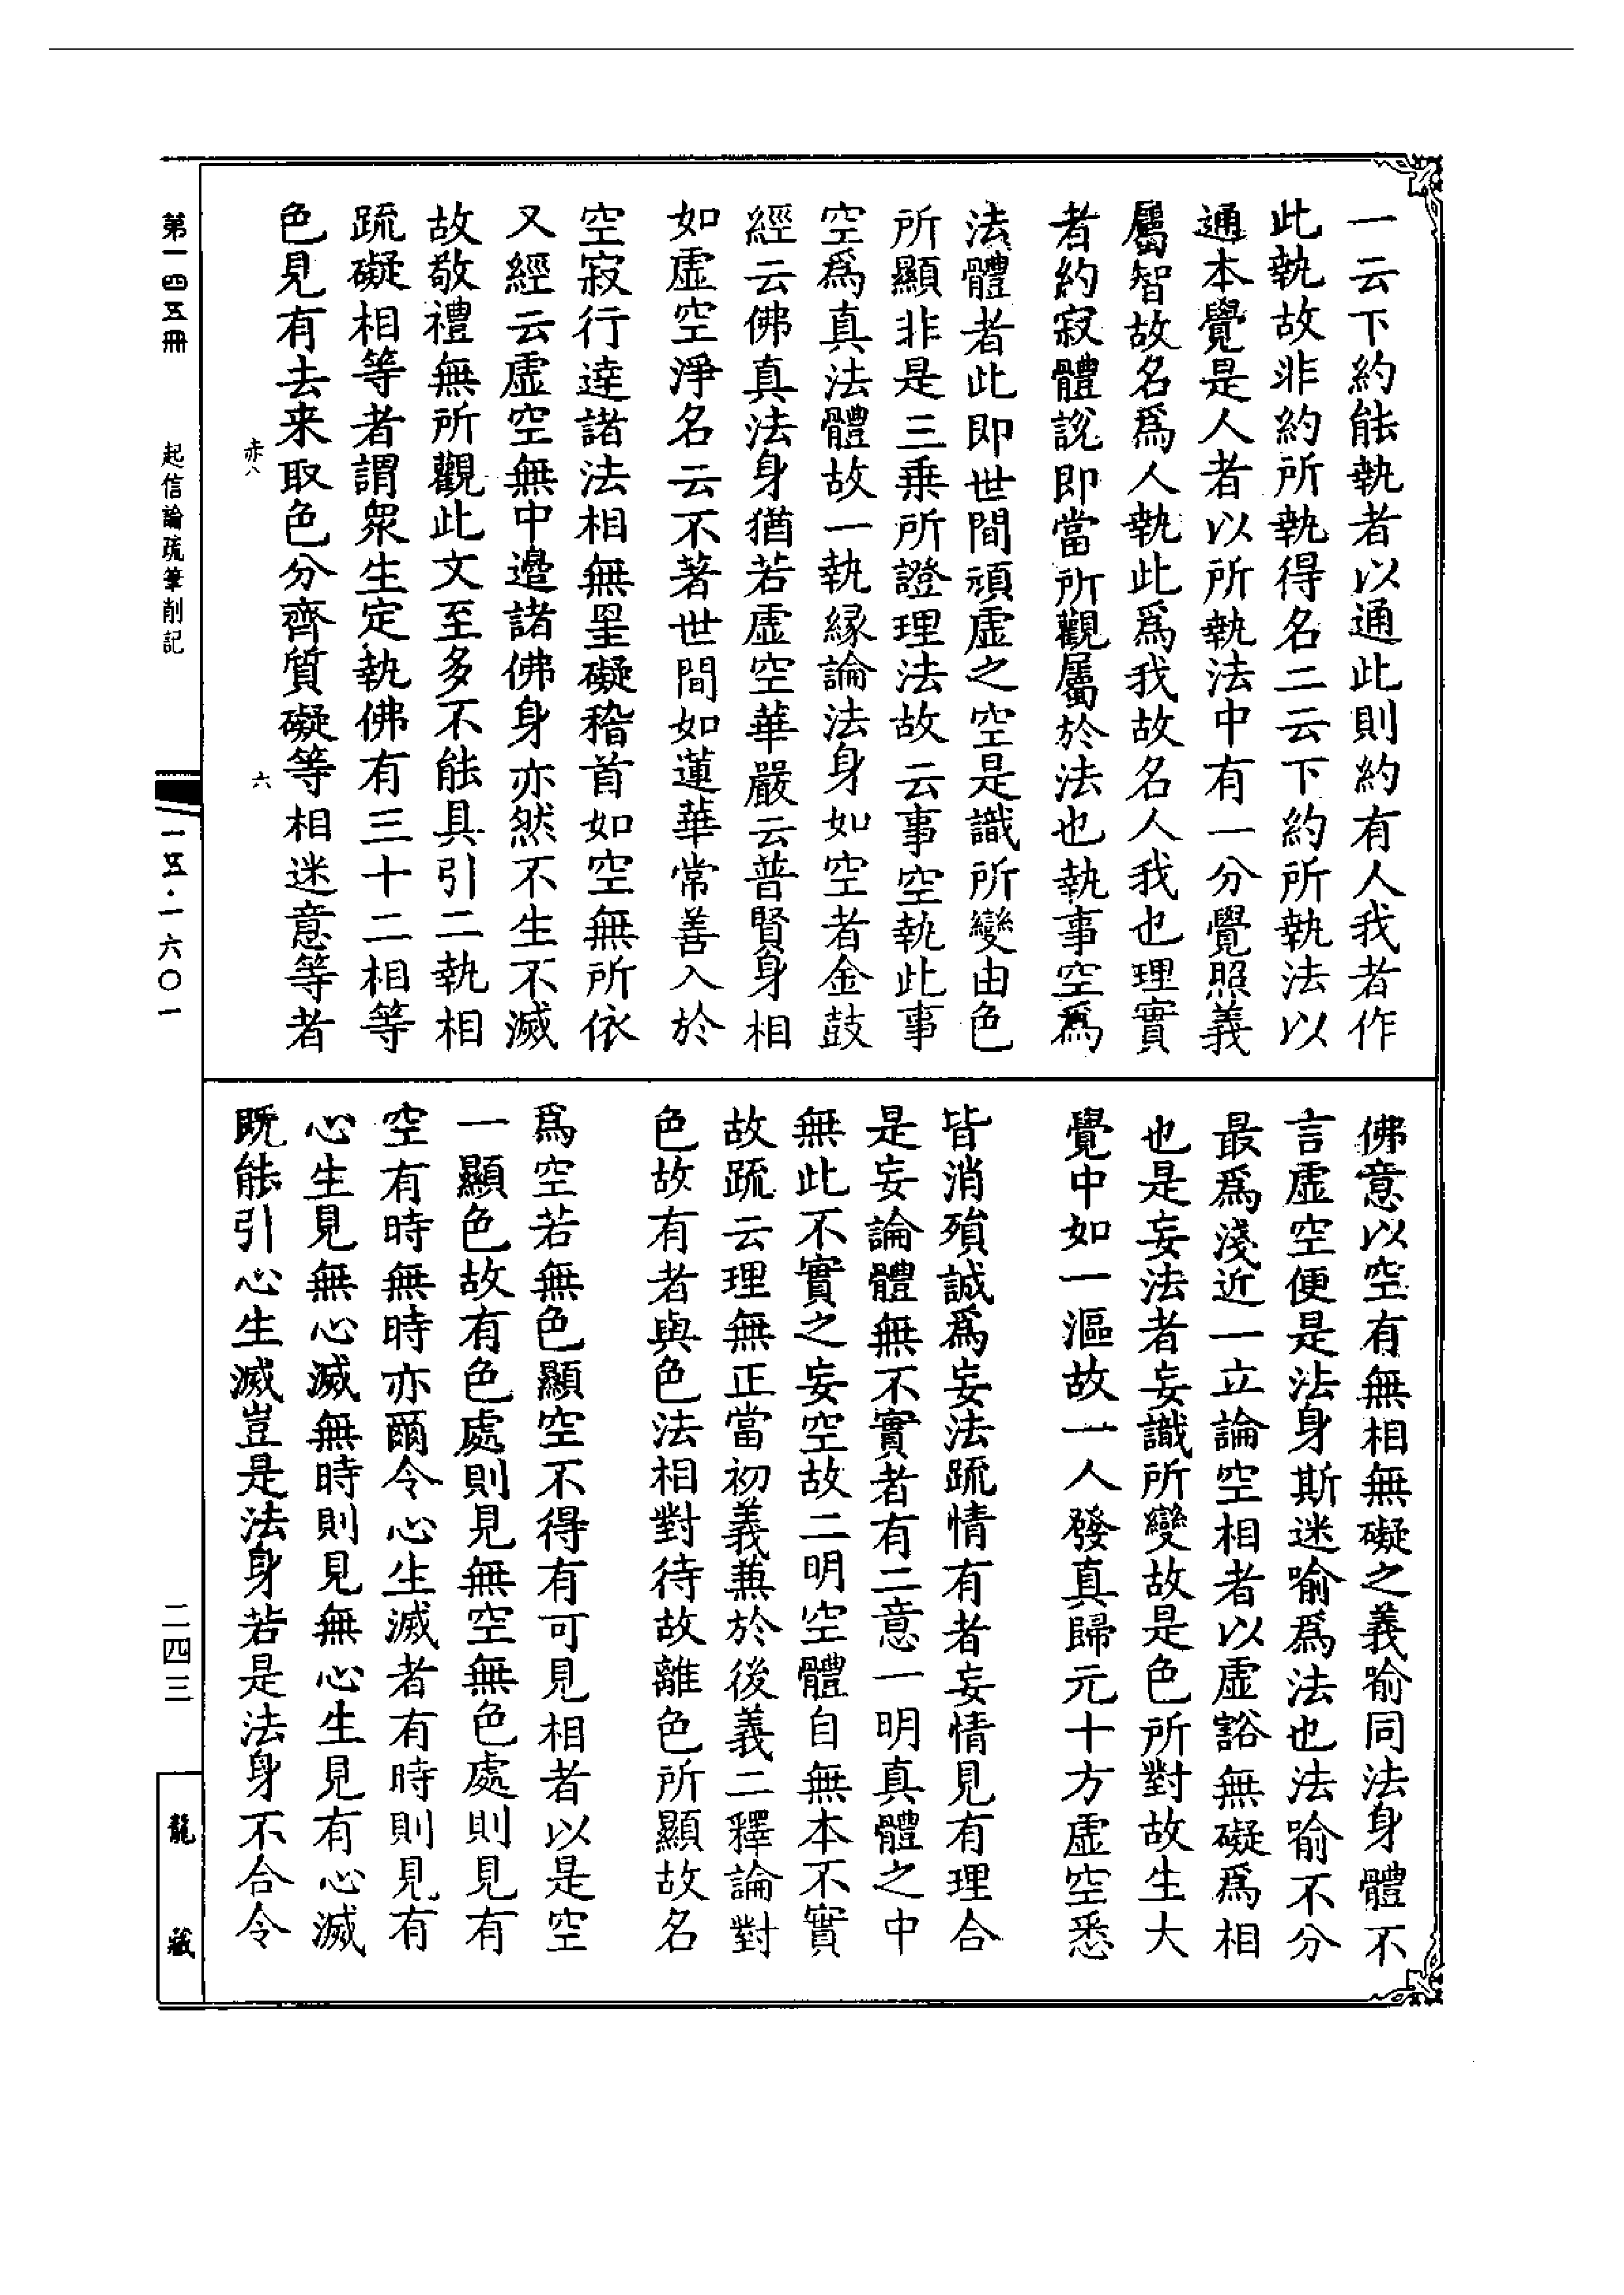 一云下約能執者以通此則約有人我者作
此執故非約所執得名二云下約所執法以
通本覺是人者以所執法中有一分覺照義
屬智故名爲人執此爲我故名人我也理實
者約寂體說即當所觀屬於法也執事空爲
法體者此即世間頑虛之空是識所變由色
所顯非是三乗所證理法故云事空執此事
空爲真法體故一執緣論法身如空者金鼓
經云佛真法身猶若虛空華嚴云普賢身相
如虛空淨名云不著世間如蓮華常善入於
空寂行達諸法相無罣礙稽首如空無所依
又經云虛空無中邉諸佛身亦然不生不滅
故敬禮無所觀此文至多不能具引二執相
疏礙相等者謂衆生定執佛有三十二相等
色見有去来取色分齊質礙等相迷意等者
佛意以空有無相無礙之義喻同法身體不
言虛空便是法身斯迷喻爲法也法喻不分
最爲淺近一立論空相者以虛豁無礙爲相
也是妄法者妄識所變故是色所對故生大
覺中如一漚故一人發真歸元十方虛空悉
皆消殞誠爲妄法疏情有者妄情見有理合
是妄論體無不實者有二意一明真體之中
無此不實之妄空故二明空體自無本不實
故疏云理無正當初義兼於後義二釋論對
色故有者與色法相對待故離色所顯故名
爲空若無色顯空不得有可見相者以是空
一顯色故有色處則見無空無色處則見有
空有時無時亦爾令心生滅者有時則見有
心生見無心滅無時則見無心生見有心滅
既能引心生滅豈是法身若是法身不合令
赤八
六
第一四五冊
起信論疏筆削記
一五·一六〇一
二四三
龍藏